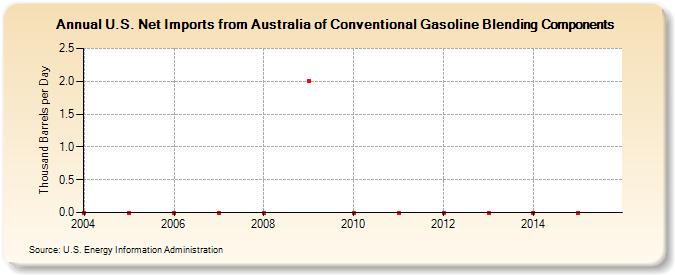 Annual U.S. Net Imports from Australia of Conventional Gasoline Blending Components
Thousand Barrels per Day
2.5
2.0
1.5
1.0
0.5
0.0
2004 2006 2008 2010 2012 2014
Source: U.S. Energy Information Administration